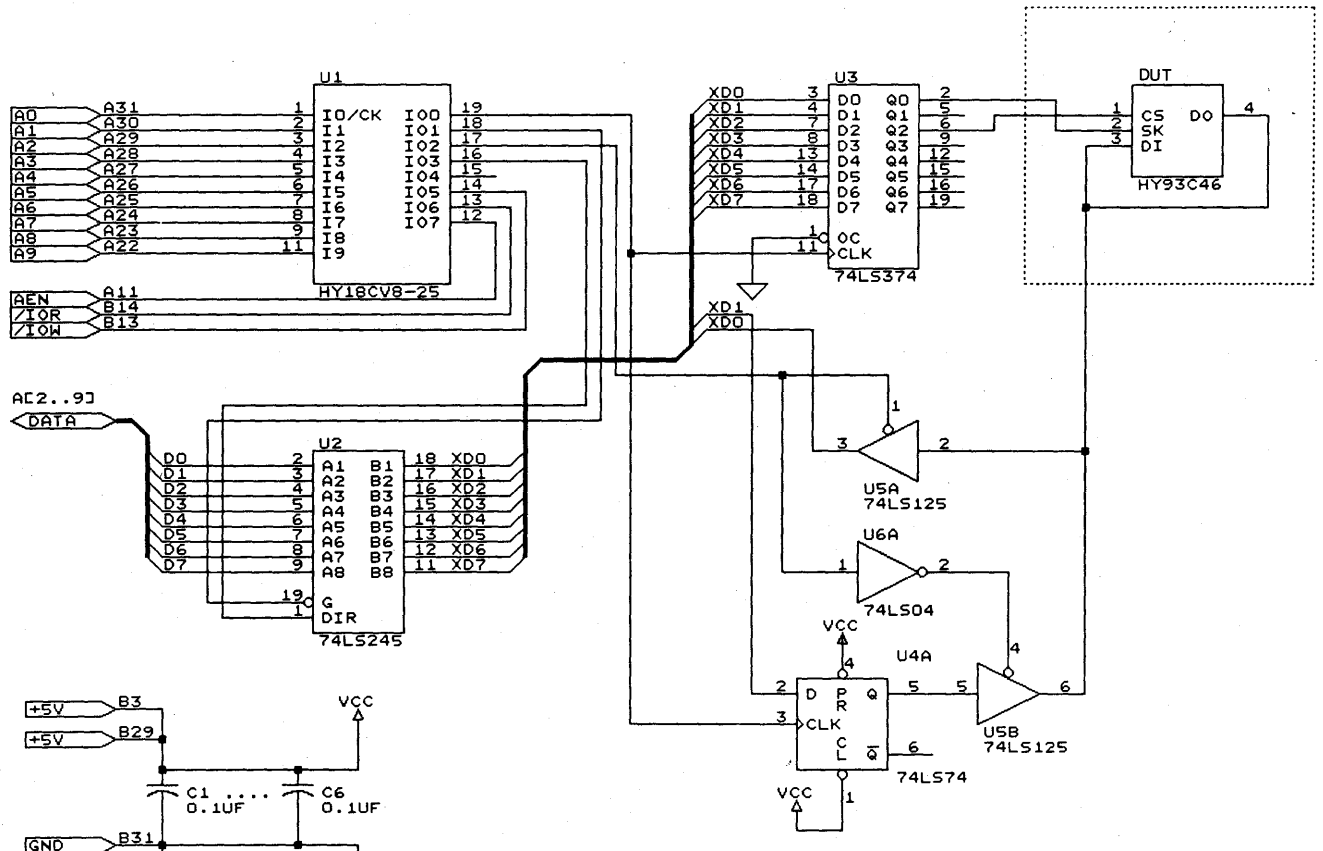 U1
A0 A31 1 I0/CK IO0 19
A1 A30 2 I1 IO1 18
A2 A29 3 I2 IO2 17
A3 A28 4 I3 IO3 16
A4 A27 5 I4 IO4 15
A5 A26 6 I5 IO5 14
A6 A25 7 I6 IO6 13
A7 A24 8 I7 IO7 12
A8 A23 9 I8
A9 A22 11 I9
HY18CV8-25
AEN A11
/IOR B14
/IOW B13
U3
XD0 3 D0 Q0 2
XD1 4 D1 Q1 5
XD2 7 D2 Q2 6
XD3 8 D3 Q3 9
XD4 13 D4 Q4 12
XD5 14 D5 Q5 15
XD6 17 D6 Q6 16
XD7 18 D7 Q7 19
1 OC
11 CLK
74LS374
DUT
1 CS DO 4
2 SK
3 DI
HY93C46
XD1
XD0
A[2..9]
DATA
U2
D0 2 A1 B1 18 XD0
D1 3 A2 B2 17 XD1
D2 4 A3 B3 16 XD2
D3 5 A4 B4 15 XD3
D4 6 A5 B5 14 XD4
D5 7 A6 B6 13 XD5
D6 8 A7 B7 12 XD6
D7 9 A8 B8 11 XD7
19 G
1 DIR
74LS245
1
3 2
U5A
74LS125
U6A
1 2
74LS04
VCC
4
U4A
2 D PR Q 5
3 CLK
CL Q 6
74LS74
VCC 1
4
5 6
U5B
74LS125
+5V B3
+5V B29
VCC
C1 .... C6
0.1UF 0.1UF
GND B31